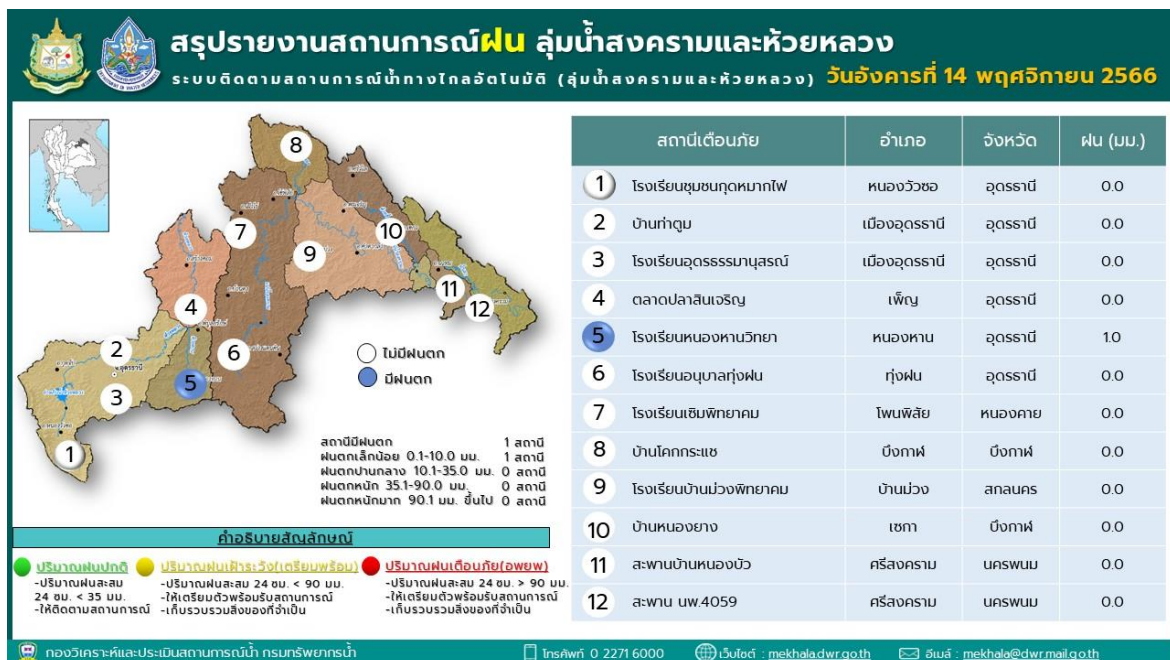 สรุปรายงานสถานการณ์ฝน ลุ่มน้ำสงครามและห้วยหลวง
ระบบติดตามสถานการณ์น้ำทางไกลอัตโนมัติ (ลุ่มน้ำสงครามและห้วยหลวง) วันอังคารที่ 14 พฤศจิกายน 2566
8
7
10
9
4
11
12
2
6
5
3
1
ไม่มีฝนตก
มีฝนตก
สถานีมีฝนตก 1 สถานี
ฝนตกเล็กน้อย 0.1-10.0 มม. 1 สถานี
ฝนตกปานกลาง 10.1-35.0 มม. 0 สถานี
ฝนตกหนัก 35.1-90.0 มม. 0 สถานี
ฝนตกหนักมาก 90.1 มม. ขึ้นไป 0 สถานี
คำอธิบายสัญลักษณ์
ปริมาณฝนปกติ
-ปริมาณฝนสะสม
24 ชม. < 35 มม.
-ให้ติดตามสถานการณ์
ปริมาณฝนเฝ้าระวัง(เตรียมพร้อม)
-ปริมาณฝนสะสม 24 ชม. < 90 มม.
-ให้เตรียมตัวพร้อมรับสถานการณ์
-เก็บรวบรวมสิ่งของที่จำเป็น
ปริมาณฝนเตือนภัย(อพยพ)
-ปริมาณฝนสะสม 24 ชม. > 90 มม.
-ให้เตรียมตัวพร้อมรับสถานการณ์
-เก็บรวบรวมสิ่งของที่จำเป็น
สถานีเตือนภัย อำเภอ จังหวัด ฝน (มม.)
1 โรงเรียนชุมชนกุดหมากไฟ หนองวัวซอ อุดรธานี 0.0
2 บ้านท่าตูม เมืองอุดรธานี อุดรธานี 0.0
3 โรงเรียนอุดรธรรมานุสรณ์ เมืองอุดรธานี อุดรธานี 0.0
4 ตลาดปลาสินเจริญ เพ็ญ อุดรธานี 0.0
5 โรงเรียนหนองหานวิทยา หนองหาน อุดรธานี 1.0
6 โรงเรียนอนุบาลทุ่งฝน ทุ่งฝน อุดรธานี 0.0
7 โรงเรียนเซิมพิทยาคม โพนพิสัย หนองคาย 0.0
8 บ้านโคกกระแซ บึงกาฬ บึงกาฬ 0.0
9 โรงเรียนบ้านม่วงพิทยาคม บ้านม่วง สกลนคร 0.0
10 บ้านหนองยาง เซกา บึงกาฬ 0.0
11 สะพานบ้านหนองบัว ศรีสงคราม นครพนม 0.0
12 สะพาน นพ.4059 ศรีสงคราม นครพนม 0.0
กองวิเคราะห์และประเมินสถานการณ์น้ำ กรมทรัพยากรน้ำ โทรศัพท์ 0 2271 6000 เว็บไซต์ : mekhala.dwr.go.th อีเมล์ : mekhala@dwr.mail.go.th